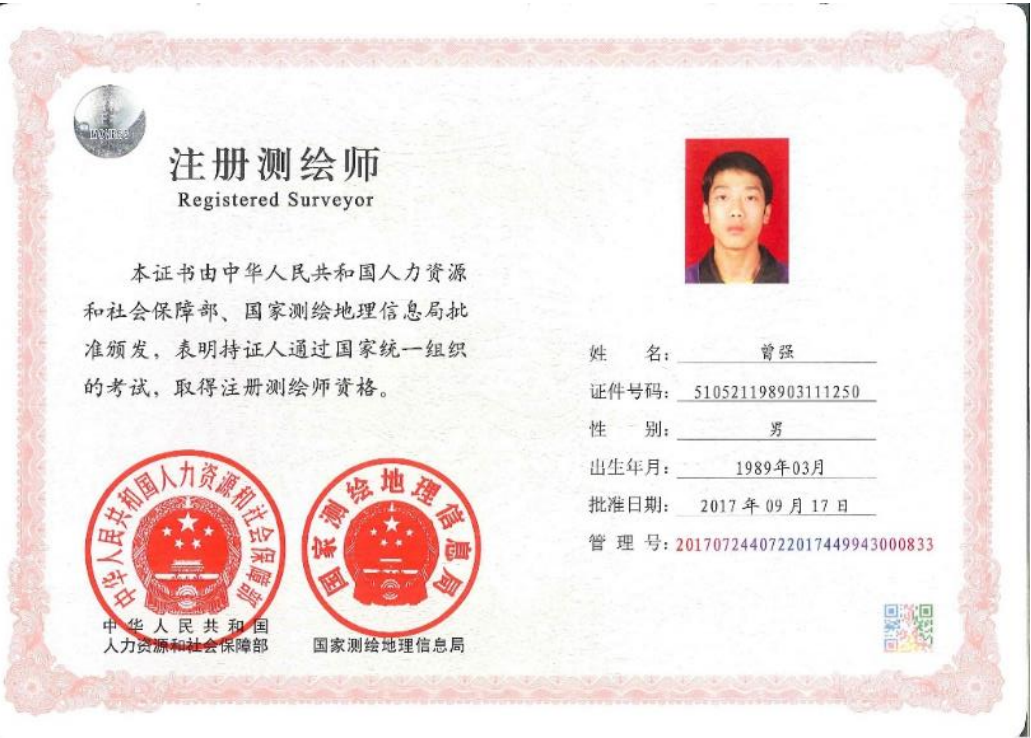 注册测绘师
Registered Surveyor
本证书由中华人民共和国人力资源
和社会保障部、国家测绘地理信息局批
准颁发，表明持证人通过国家统一组织
的考试，取得注册测绘师资格。
中华人民共和国人力资源和社会保障部
中华人民共和国
人力资源和社会保障部
国家测绘地理信息局
国家测绘地理信息局
姓 名：曾强
证件号码：510521198903111250
性 别：男
出生年月：1989年03月
批准日期：2017年09月17日
管 理 号：2017072440722017449943000833